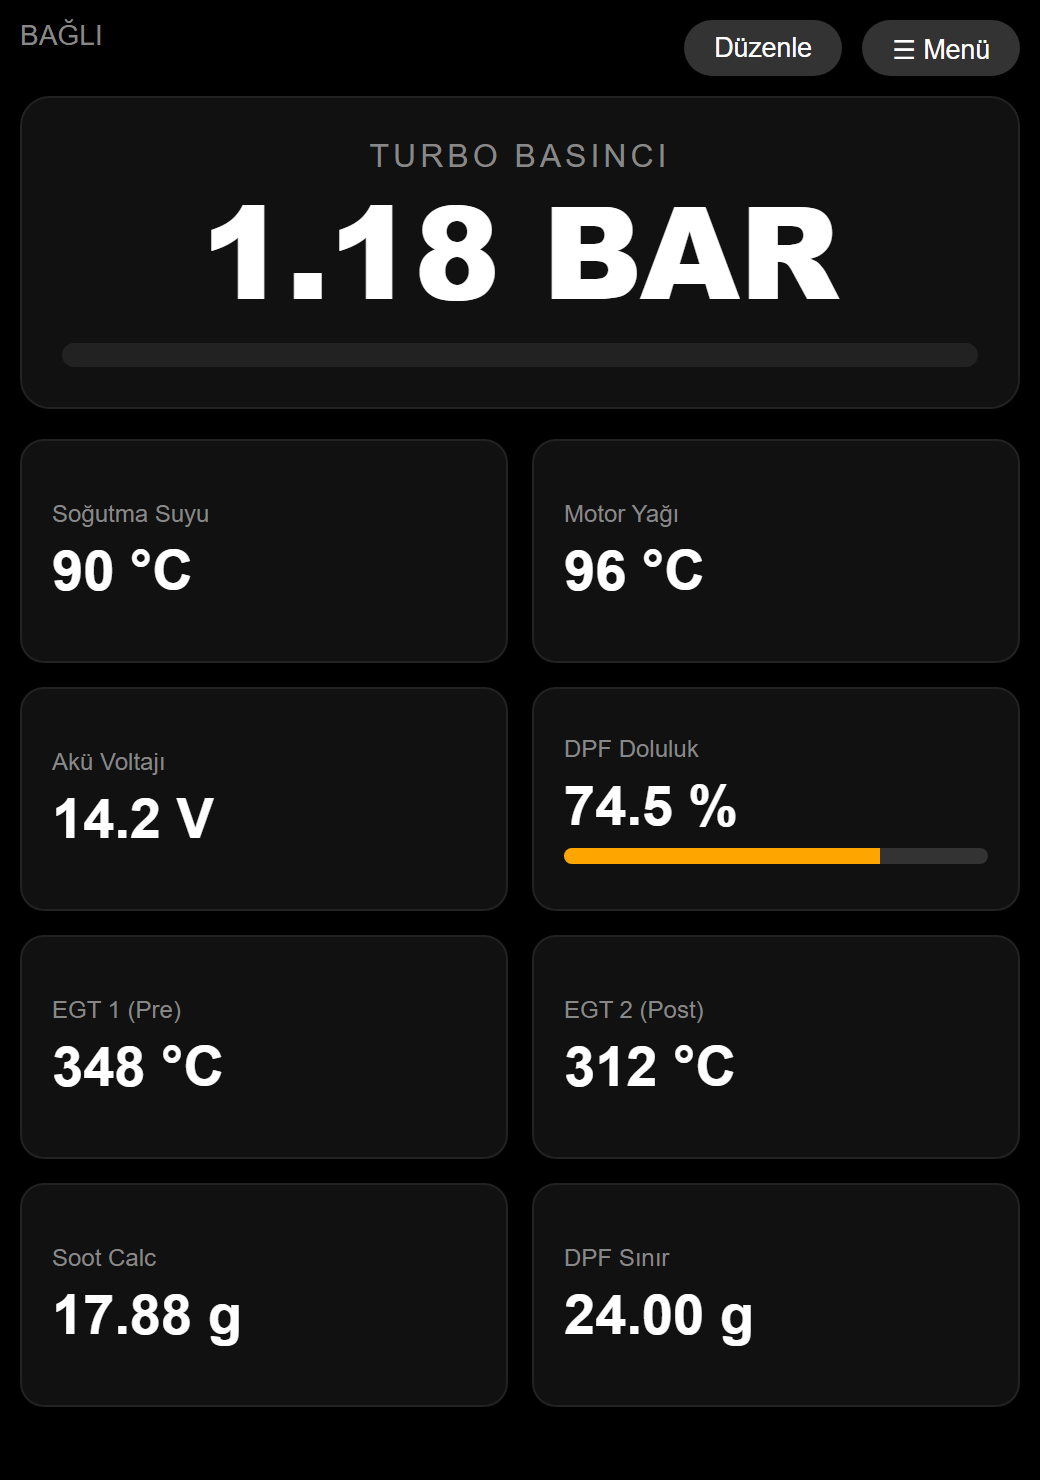 BAĞLI
Düzenle
☰ Menü
TURBO BASINCI
1.18 BAR
Soğutma Suyu
90 °C
Motor Yağı
96 °C
Akü Voltajı
14.2 V
DPF Doluluk
74.5 %
EGT 1 (Pre)
348 °C
EGT 2 (Post)
312 °C
Soot Calc
17.88 g
DPF Sınır
24.00 g